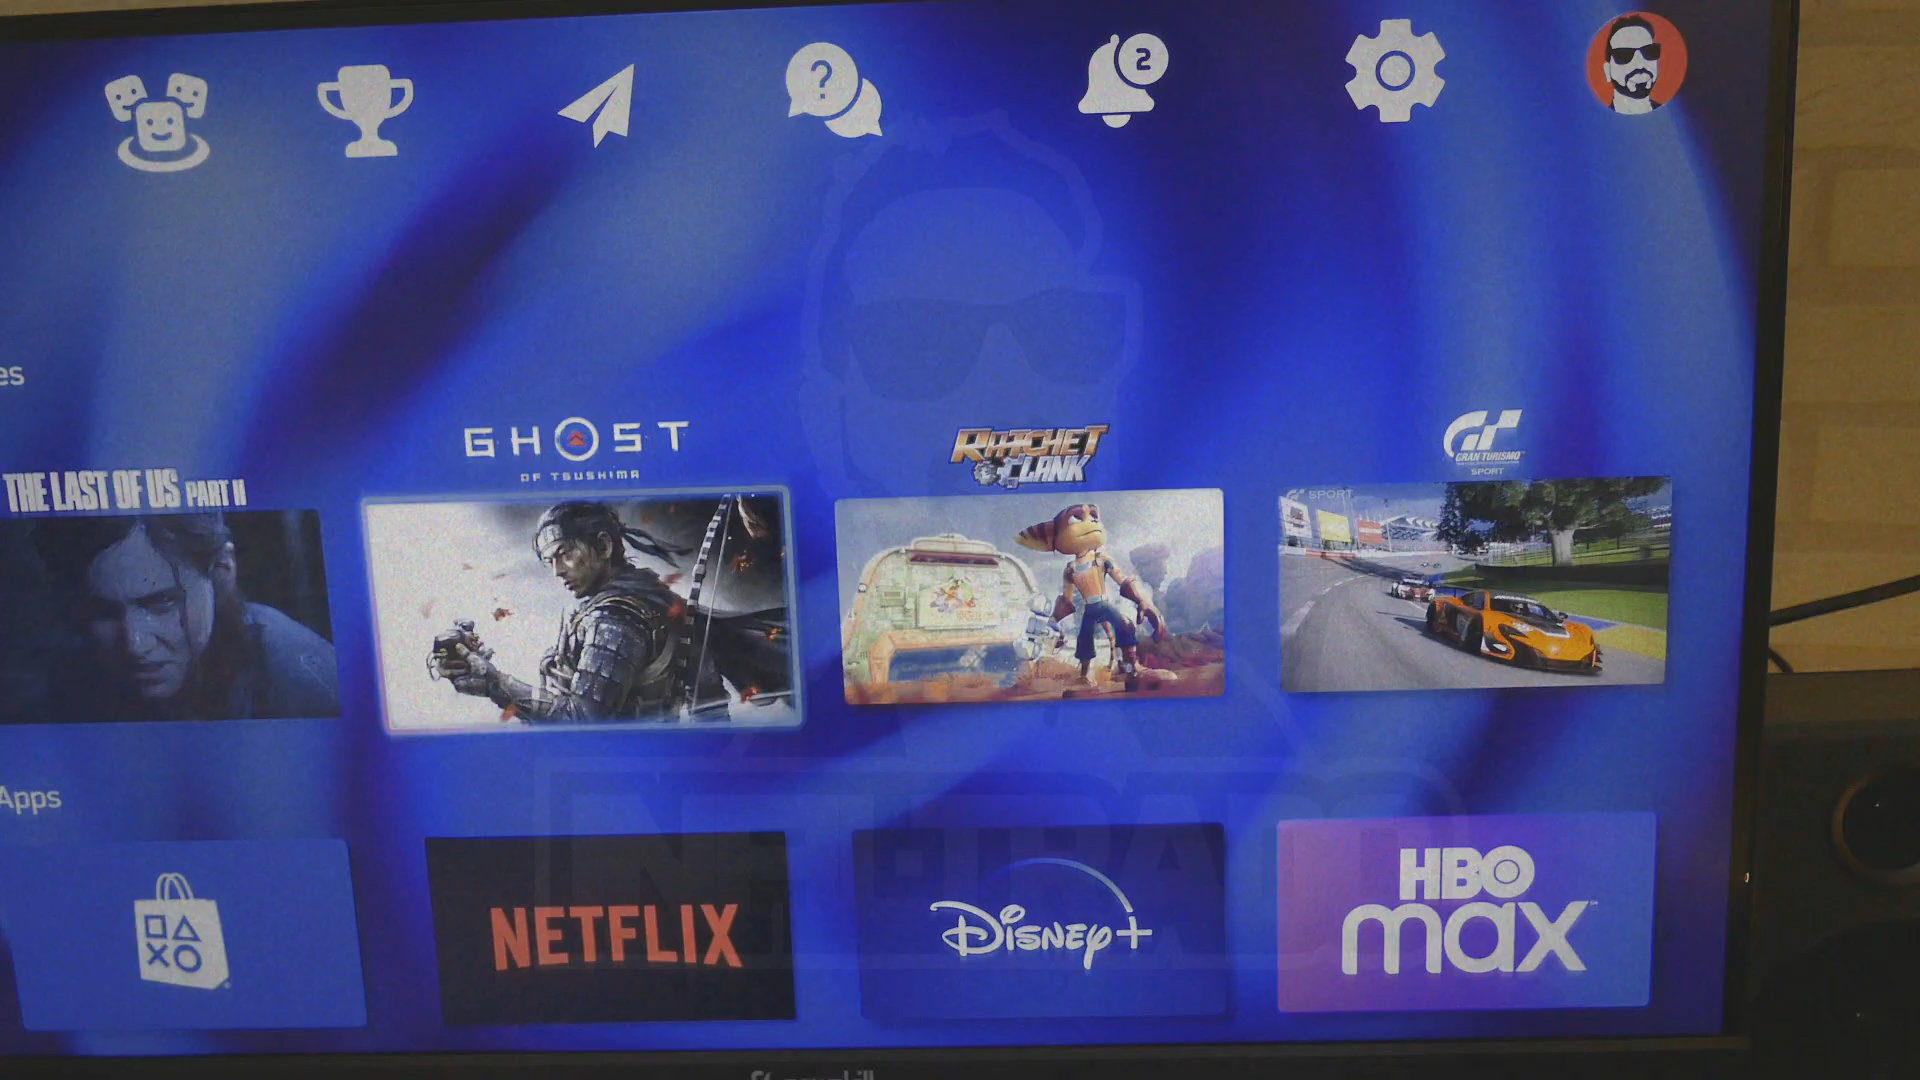 ?
2
es
GHOST
OF TSUSHIMA
RATCHET
CLANK
GT
GRAN TURISMO
SPORT
THE LAST OF US PART II
SPORT
Apps
NETFLIX
Disney+
HBO
max